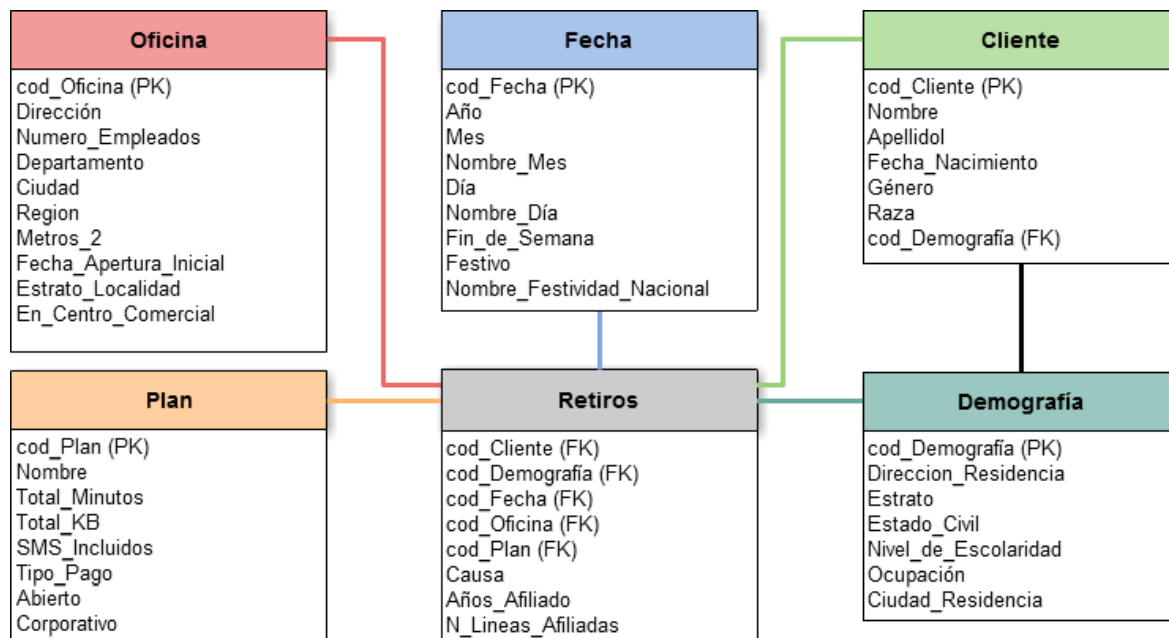 Oficina
cod_Oficina (PK)
Dirección
Numero_Empleados
Departamento
Ciudad
Region
Metros_2
Fecha_Apertura_Inicial
Estrato_Localidad
En_Centro_Comercial
Fecha
cod_Fecha (PK)
Año
Mes
Nombre_Mes
Día
Nombre_Día
Fin_de_Semana
Festivo
Nombre_Festividad_Nacional
Cliente
cod_Cliente (PK)
Nombre
Apellidol
Fecha_Nacimiento
Género
Raza
cod_Demografía (FK)
Plan
cod_Plan (PK)
Nombre
Total_Minutos
Total_KB
SMS_Incluidos
Tipo_Pago
Abierto
Corporativo
Retiros
cod_Cliente (FK)
cod_Demografía (FK)
cod_Fecha (FK)
cod_Oficina (FK)
cod_Plan (FK)
Causa
Años_Afiliado
N_Lineas_Afiliadas
Demografía
cod_Demografía (PK)
Direccion_Residencia
Estrato
Estado_Civil
Nivel_de_Escolaridad
Ocupación
Ciudad_Residencia